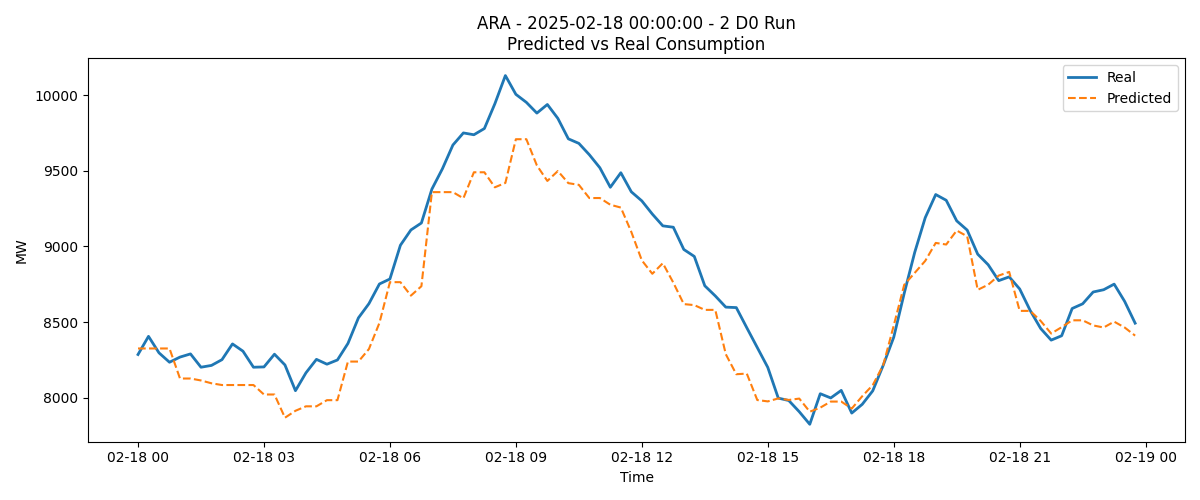 ARA - 2025-02-18 00:00:00 - 2 D0 Run
Predicted vs Real Consumption
Real
Predicted
MW
10000
9500
9000
8500
8000
02-18 00
02-18 03
02-18 06
02-18 09
02-18 12
02-18 15
02-18 18
02-18 21
02-19 00
Time